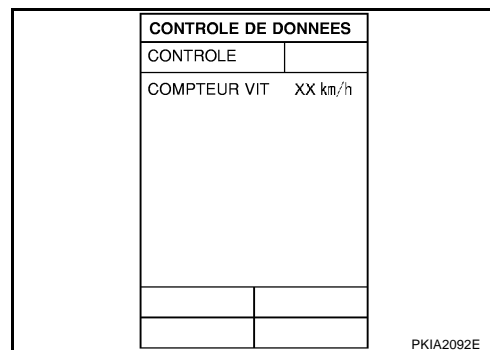 CONTROLE DE DONNEES
CONTROLE
COMPTEUR VIT XX km/h
PKIA2092E